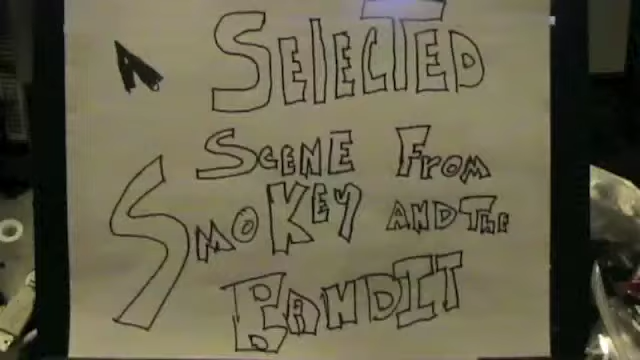 A SELECTED
SCENE FROM
SMOKEY AND THE
BANDIT